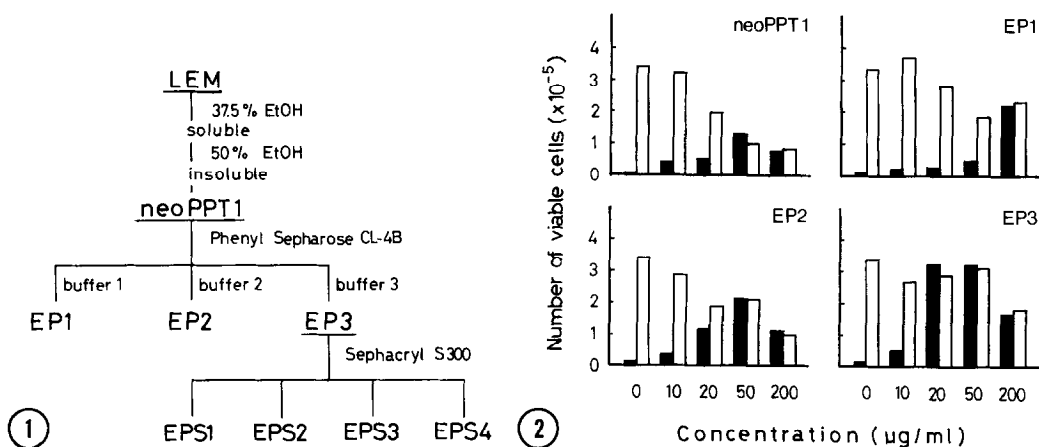 LEM
37.5% EtOH
soluble
50% EtOH
insoluble
neoPPT1
Phenyl Sepharose CL-4B
buffer 1 buffer 2 buffer 3
EP1 EP2 EP3
Sephacryl S300
EPS1 EPS2 EPS3 EPS4
1
2
Number of viable cells (x10⁻⁵)
neoPPT1
5
4
3
2
1
0
EP1
EP2
4
3
2
1
0
EP3
0 10 20 50 200
0 10 20 50 200
Concentration (ug/ml)